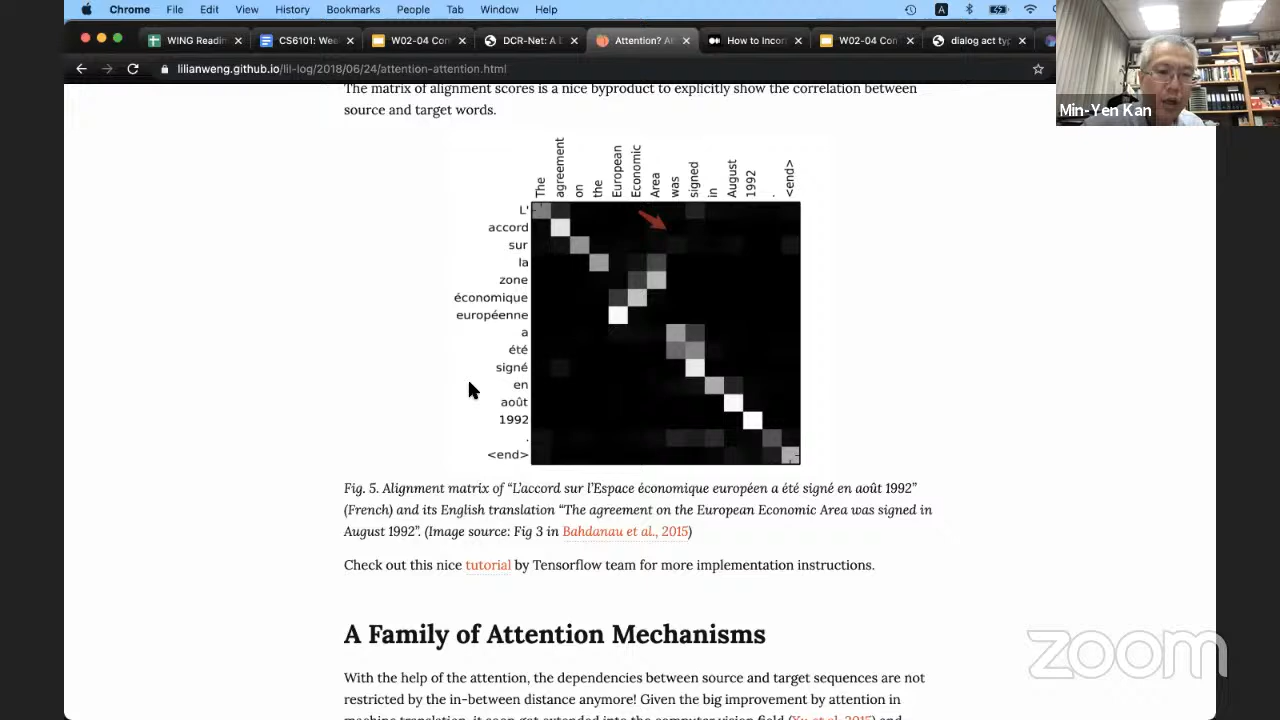 Chrome File Edit View History Bookmarks People Tab Window Help
WING Readin CS6101: Wee W02-04 Con DCR-Net: A D Attention? At How to Incorp W02-04 Con dialog act typ
lilianweng.github.io/lil-log/2018/06/24/attention-attention.html
Min-Yen Kan
The matrix of alignment scores is a nice byproduct to explicitly show the correlation between
source and target words.
The agreement on the European Economic Area was signed in August 1992 . <end>
L'
accord
sur
la
zone
économique
européenne
a
été
signé
en
août
1992
.
<end>
Fig. 5. Alignment matrix of “L’accord sur l’Espace économique européen a été signé en août 1992”
(French) and its English translation “The agreement on the European Economic Area was signed in
August 1992”. (Image source: Fig 3 in Bahdanau et al., 2015)
Check out this nice tutorial by Tensorflow team for more implementation instructions.
A Family of Attention Mechanisms
With the help of the attention, the dependencies between source and target sequences are not
restricted by the in-between distance anymore! Given the big improvement by attention in
zoom